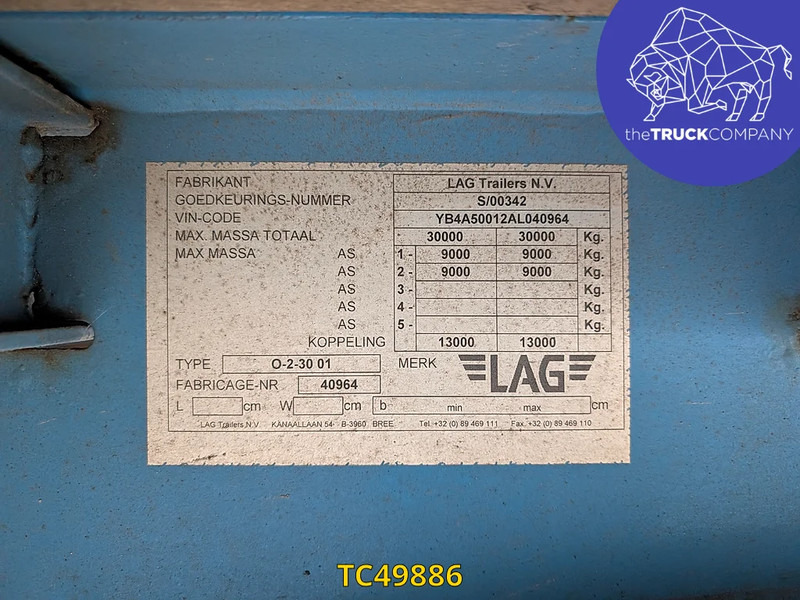 theTRUCKCOMPANY
FABRIKANT LAG Trailers N.V.
GOEDKEURINGS-NUMMER S/00342
VIN-CODE YB4A50012AL040964
MAX. MASSA TOTAAL 30000 30000 Kg.
MAX MASSA AS 1 - 9000 9000 Kg.
AS 2 - 9000 9000 Kg.
AS 3 - Kg.
AS 4 - Kg.
AS 5 - Kg.
KOPPELING 13000 13000
TYPE O-2-30 01 MERK LAG
FABRICAGE-NR 40964
L cm W cm b min max cm
LAG Trailers N.V. KANAALLAAN 54 B-3960 BREE Tel. +32 (0) 89 469 111 Fax. +32 (0) 89 469 110
TC49886